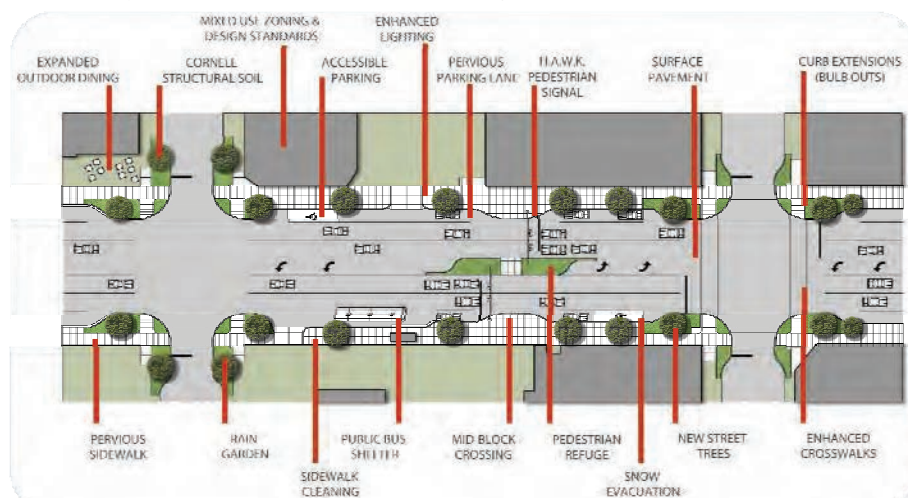 MIXED USE ZONING &
DESIGN STANDARDS
ENHANCED
LIGHTING
EXPANDED
OUTDOOR DINING
CORNELL
STRUCTURAL SOIL
ACCESSIBLE
PARKING
PERVIOUS
PARKING LANE
H.A.W.K.
PEDESTRIAN
SIGNAL
SURFACE
PAVEMENT
CURB EXTENSIONS
(BULB OUTS)
PERVIOUS
SIDEWALK
RAIN
GARDEN
SIDEWALK
CLEANING
PUBLIC BUS
SHELTER
MID BLOCK
CROSSING
PEDESTRIAN
REFUGE
SNOW
EVACUATION
NEW STREET
TREES
ENHANCED
CROSSWALKS